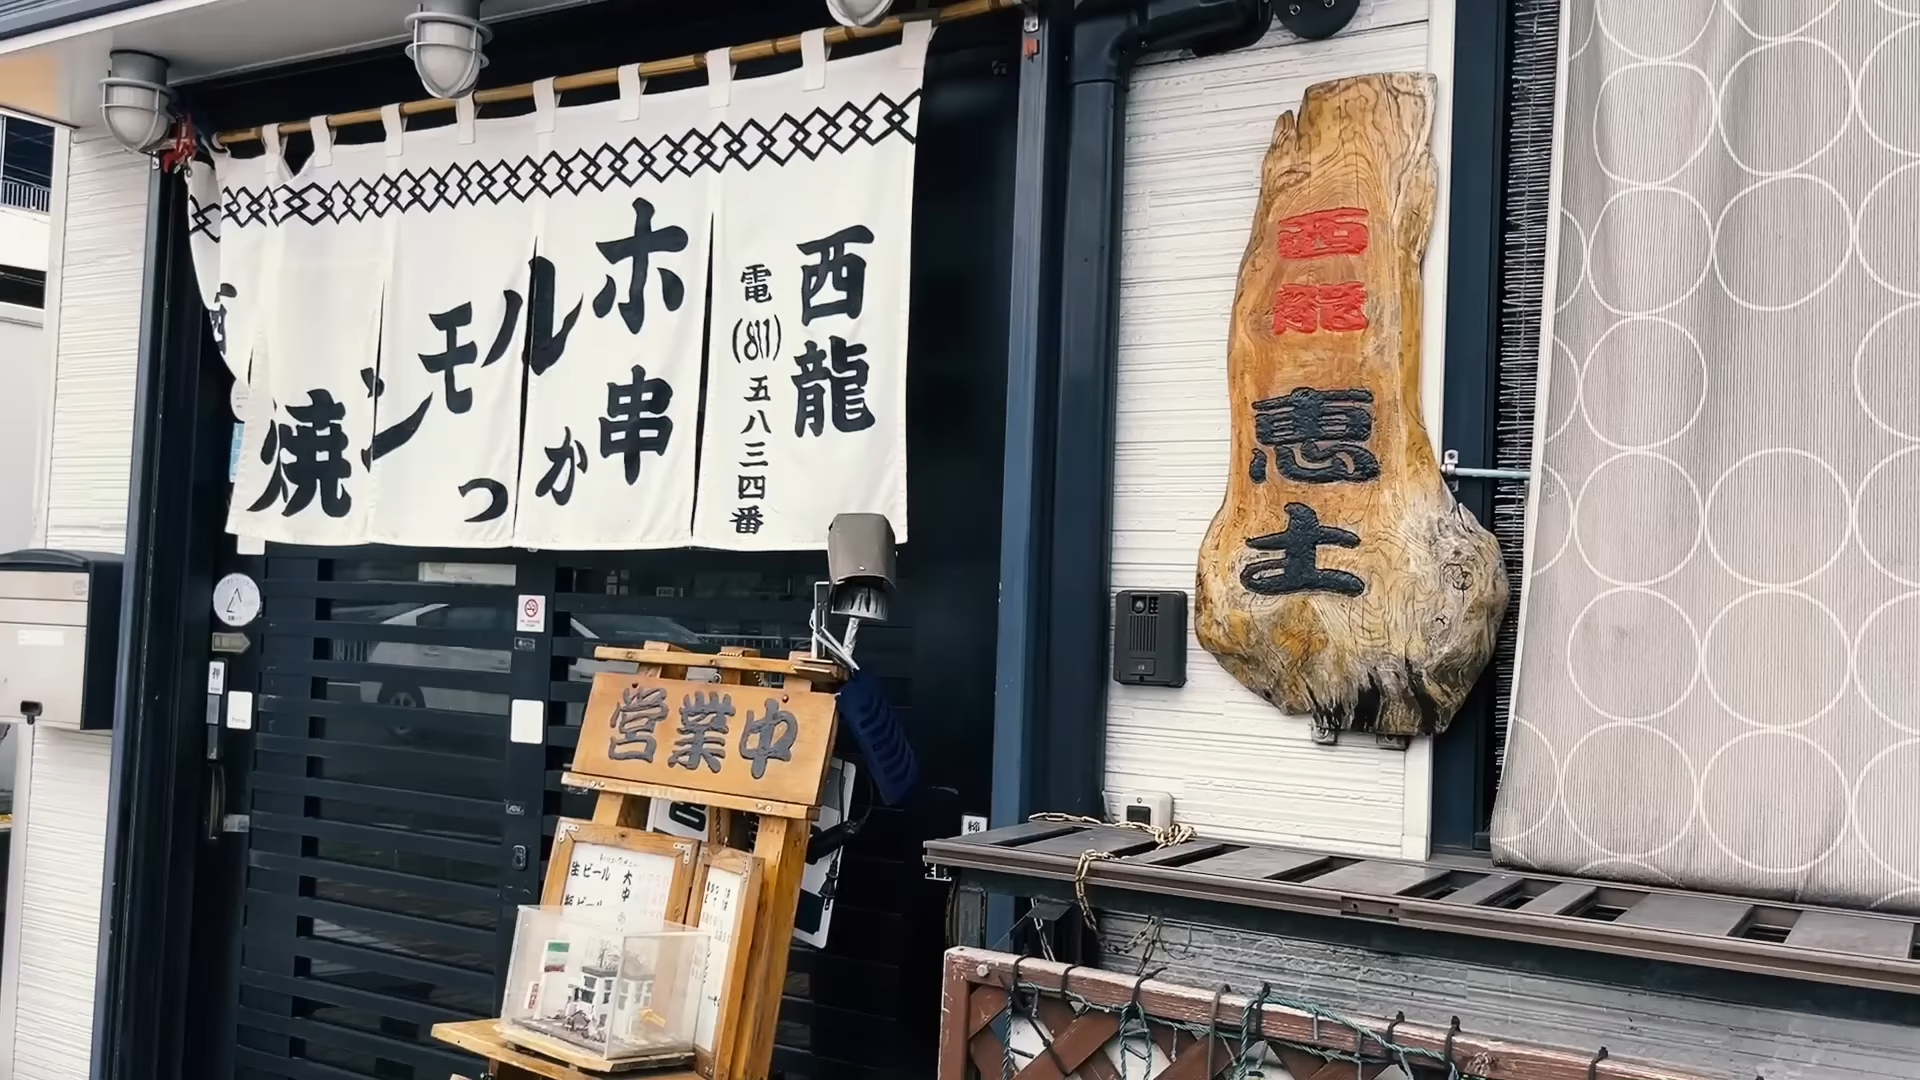 西龍
電(811)五八三四番
ホルモン焼
串かつ
西龍
恵士
営業中
生ビール 大
中
押